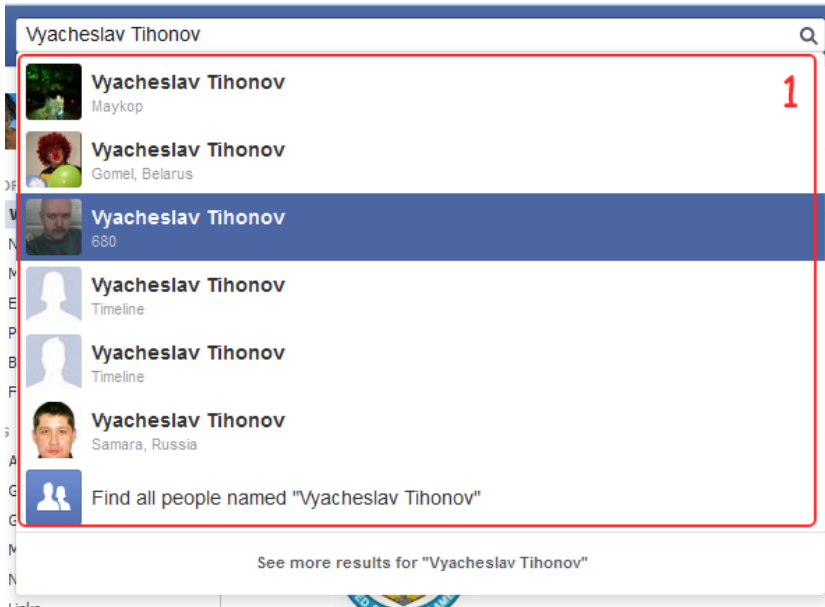 Vyacheslav Tihonov
1
Vyacheslav Tihonov
Maykop
Vyacheslav Tihonov
Gomel, Belarus
Vyacheslav Tihonov
680
Vyacheslav Tihonov
Timeline
Vyacheslav Tihonov
Timeline
Vyacheslav Tihonov
Samara, Russia
Find all people named "Vyacheslav Tihonov"
See more results for "Vyacheslav Tihonov"